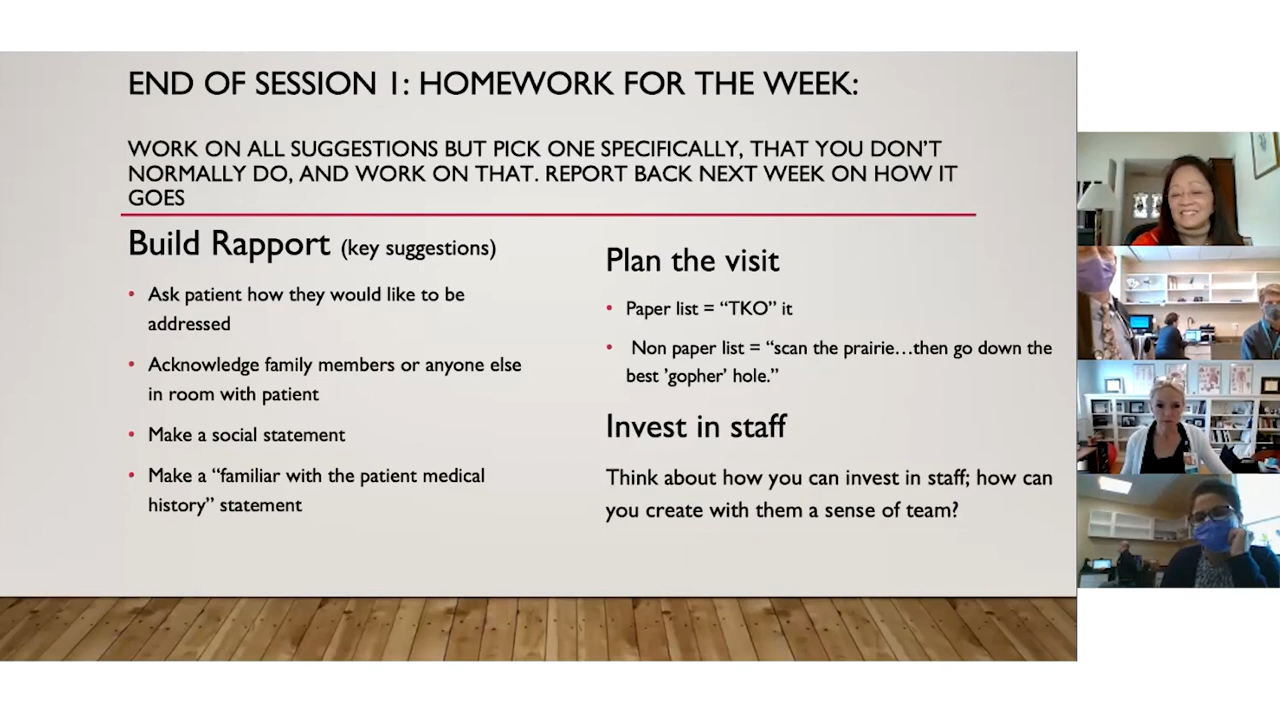 END OF SESSION 1: HOMEWORK FOR THE WEEK:
WORK ON ALL SUGGESTIONS BUT PICK ONE SPECIFICALLY, THAT YOU DON’T
NORMALLY DO, AND WORK ON THAT. REPORT BACK NEXT WEEK ON HOW IT
GOES
Build Rapport (key suggestions)
• Ask patient how they would like to be
addressed
• Acknowledge family members or anyone else
in room with patient
• Make a social statement
• Make a “familiar with the patient medical
history” statement
Plan the visit
• Paper list = “TKO” it
• Non paper list = “scan the prairie…then go down the
best ’gopher’ hole.”
Invest in staff
Think about how you can invest in staff; how can
you create with them a sense of team?